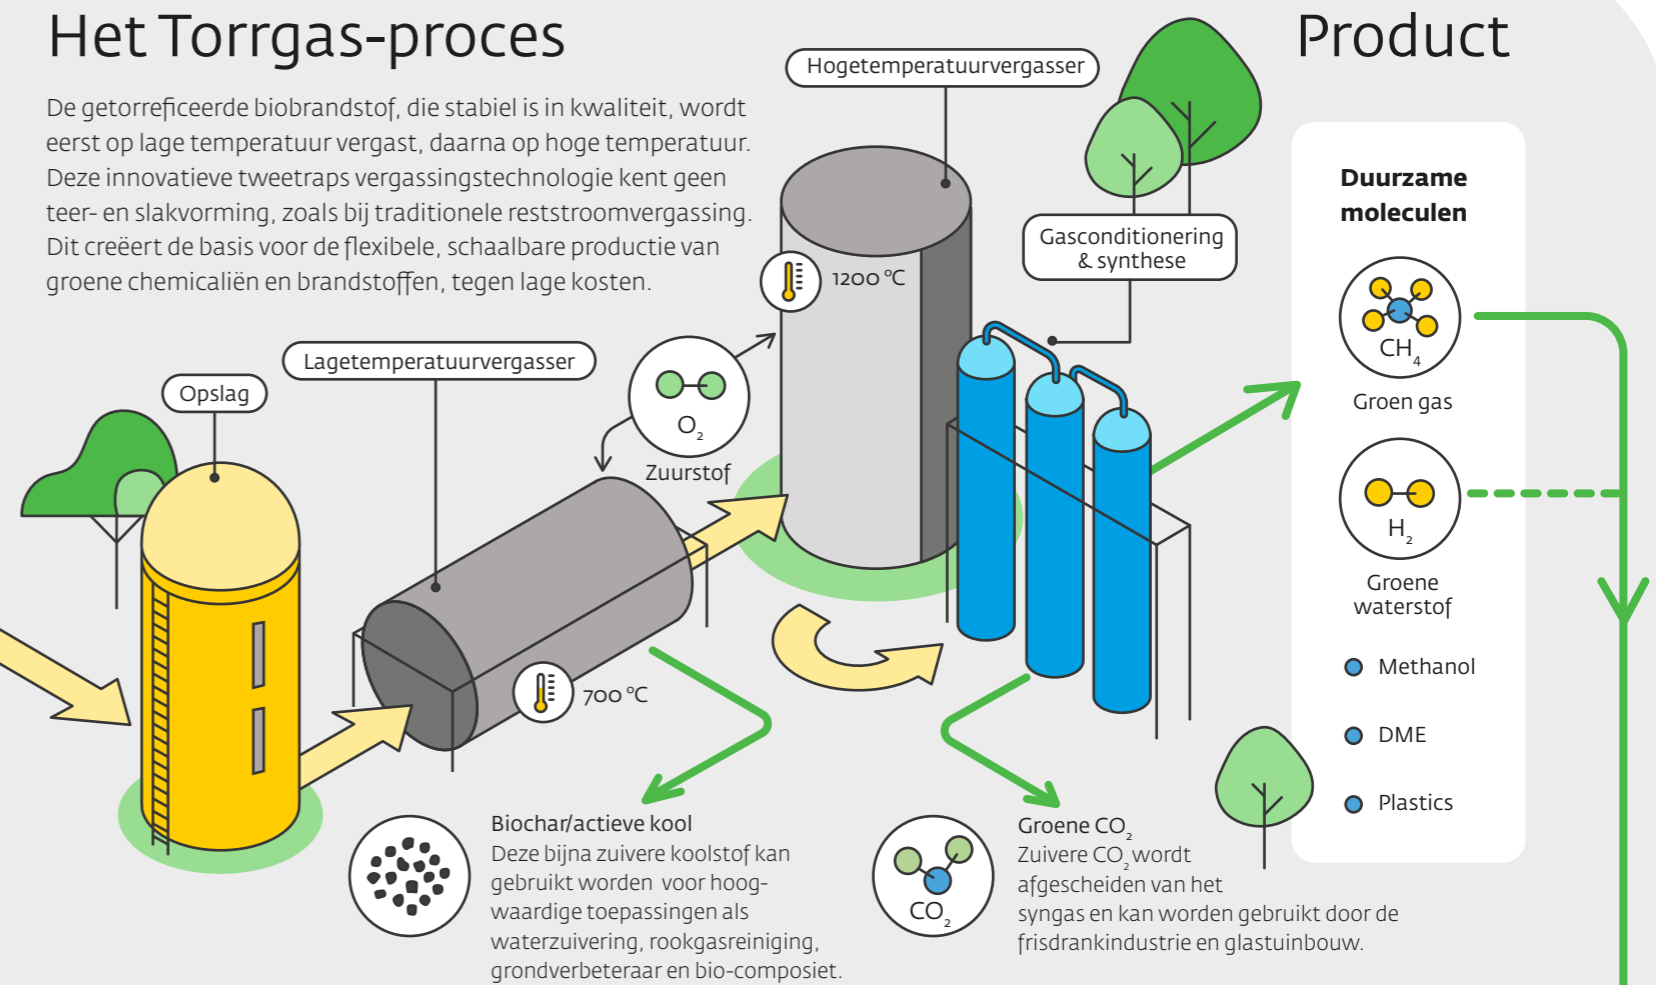 Het Torrgas-proces
De getorreficeerde biobrandstof, die stabiel is in kwaliteit, wordt
eerst op lage temperatuur vergast, daarna op hoge temperatuur.
Deze innovatieve tweetraps vergassingstechnologie kent geen
teer- en slakvorming, zoals bij traditionele reststroomvergassing.
Dit creëert de basis voor de flexibele, schaalbare productie van
groene chemicaliën en brandstoffen, tegen lage kosten.
Opslag
Lagetemperatuurvergasser
700 °C
O₂
Zuurstof
Hogetemperatuurvergasser
1200 °C
Gasconditionering
& synthese
Biochar/actieve kool
Deze bijna zuivere koolstof kan
gebruikt worden voor hoog-
waardige toepassingen als
waterzuivering, rookgasreiniging,
grondverbeteraar en bio-composiet.
CO₂
Groene CO₂
Zuivere CO₂ wordt
afgescheiden van het
syngas en kan worden gebruikt door de
frisdrankindustrie en glastuinbouw.
Product
Duurzame
moleculen
CH₄
Groen gas
H₂
Groene
waterstof
Methanol
DME
Plastics